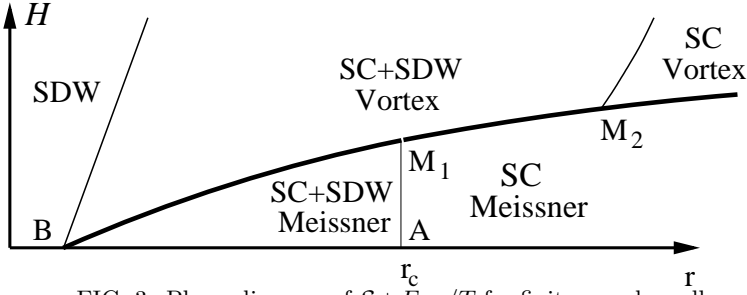 H
SDW
SC+SDW
Vortex
SC
Vortex
M2
M1
SC+SDW
Meissner
SC
Meissner
B
A
rc
r